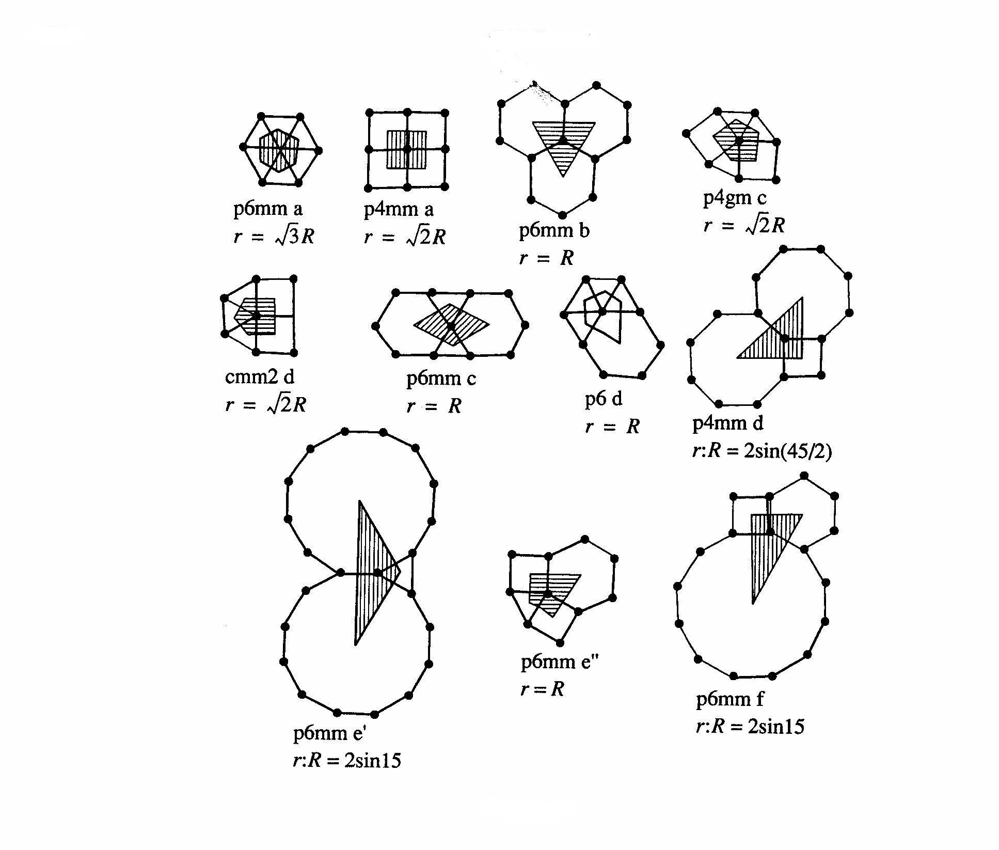 p6mm a
r = √3R
p4mm a
r = √2R
p6mm b
r = R
p4gm c
r = √2R
cmm2 d
r = √2R
p6mm c
r = R
p6 d
r = R
p4mm d
r:R = 2sin(45/2)
p6mm e'
r:R = 2sin15
p6mm e"
r = R
p6mm f
r:R = 2sin15